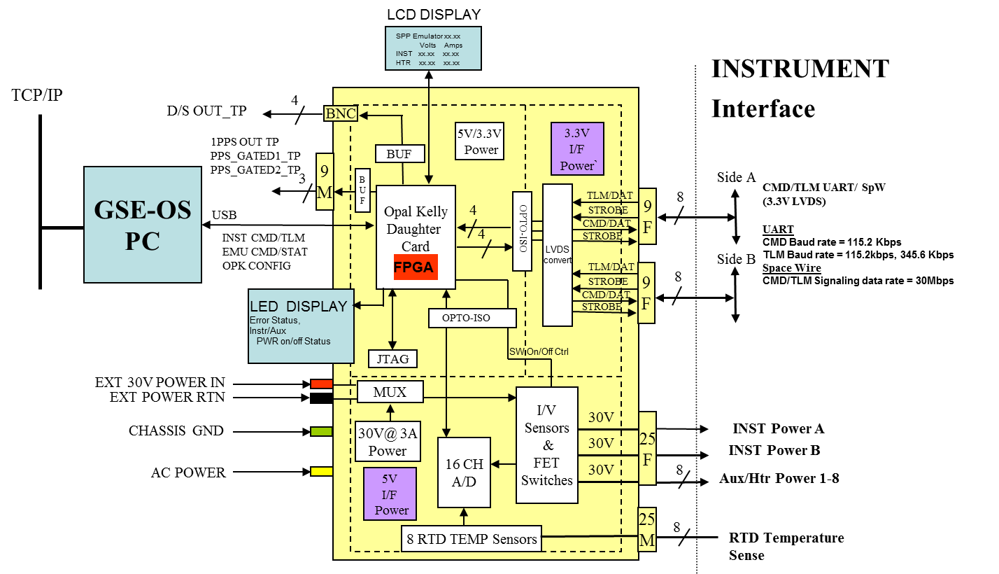 LCD DISPLAY
SPP Emulator xx.xx
Volts Amps
INST xx.xx xx.xx
HTR xx.xx xx.xx
INSTRUMENT
Interface
TCP/IP
D/S OUT_TP
4
BNC
1PPS OUT TP
PPS_GATED1_TP
PPS_GATED2_TP
3
9
M
BUF
BUF
5V/3.3V
Power
3.3V
I/F
Power`
GSE-OS
PC
USB
INST CMD/TLM
EMU CMD/STAT
OPK CONFIG
Opal Kelly
Daughter
Card
FPGA
4
4
OPTO-ISO
LVDS
convert
TLM/DAT
STROBE
CMD/DAT
STROBE
9
F
8
Side A
CMD/TLM UART/ SpW
(3.3V LVDS)
UART
CMD Baud rate = 115.2 Kbps
TLM Baud rate = 115.2kbps, 345.6 Kbps
Space Wire
CMD/TLM Signaling data rate = 30Mbps
TLM/DAT
STROBE
CMD/DAT
STROBE
9
F
8
Side B
LED DISPLAY
Error Status,
Instr/Aux
PWR on/off Status
OPTO-ISO
JTAG
SW On/Off Ctrl
EXT 30V POWER IN
EXT POWER RTN
CHASSIS GND
AC POWER
MUX
30V@ 3A
Power
5V
I/F
Power
16 CH
A/D
I/V
Sensors
&
FET
Switches
30V
30V
30V
25
F
INST Power A
INST Power B
8
Aux/Htr Power 1-8
8 RTD TEMP Sensors
25
M
8
RTD Temperature
Sense